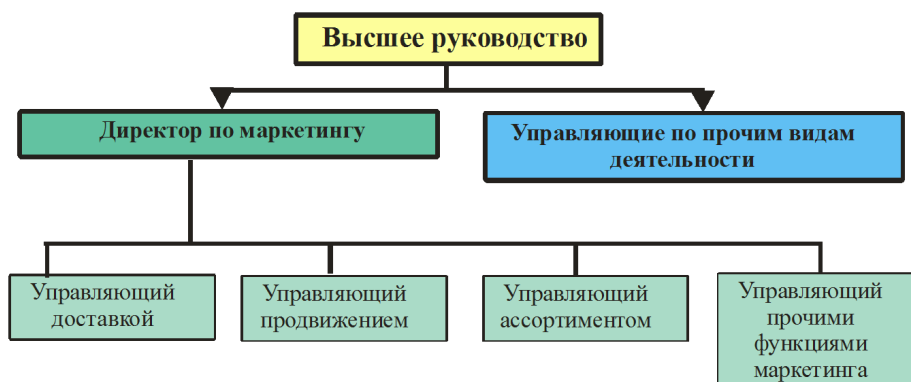 Высшее руководство
Директор по маркетингу
Управляющие по прочим видам
деятельности
Управляющий
доставкой
Управляющий
продвижением
Управляющий
ассортиментом
Управляющий
прочими
функциями
маркетинга